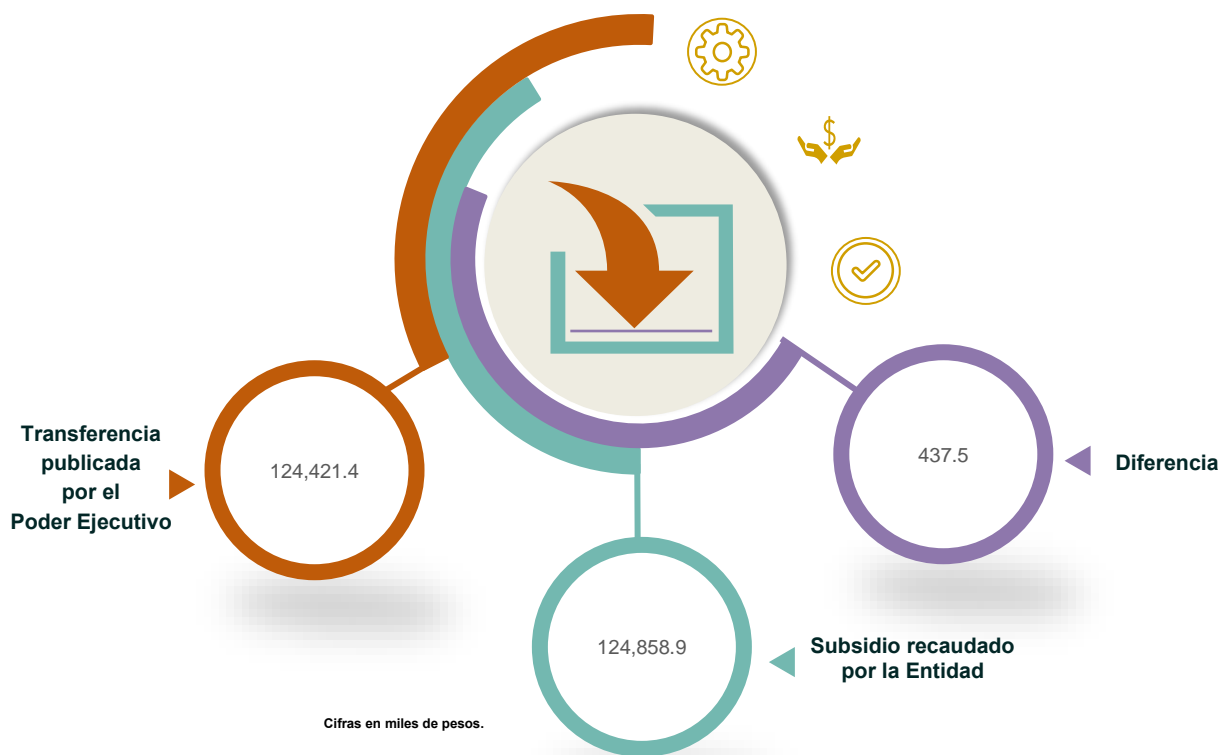 Transferencia
publicada
por el
Poder Ejecutivo
124,421.4
437.5
Diferencia
124,858.9
Subsidio recaudado
por la Entidad
Cifras en miles de pesos.
$